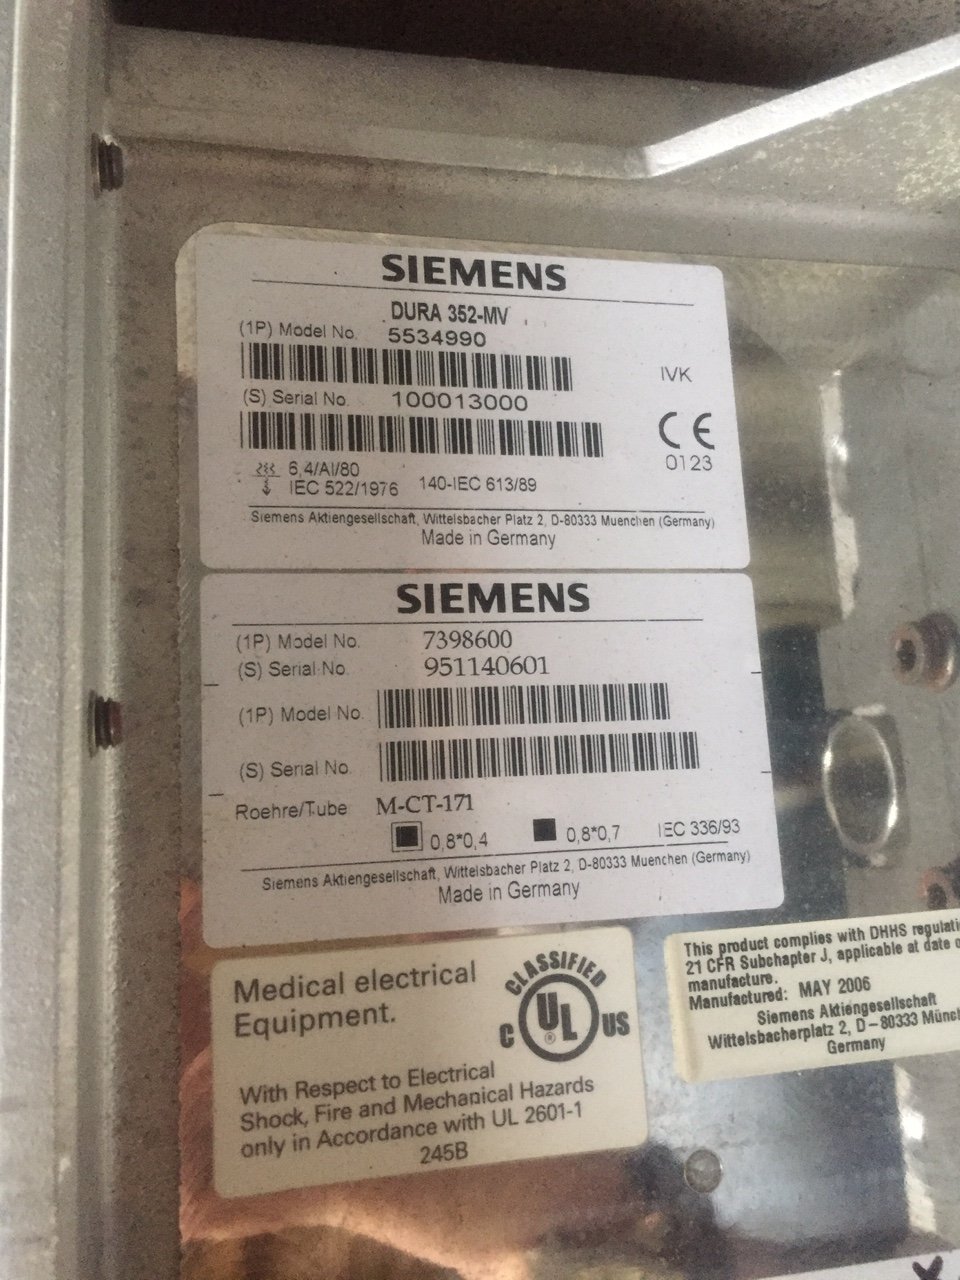 SIEMENS
DURA 352-MV
(1P) Model No. 5534990
IVK
(S) Serial No. 100013000
CE
0123
6,4/Al/80
IEC 522/1976 140-IEC 613/89
Siemens Aktiengesellschaft, Wittelsbacher Platz 2, D-80333 Muenchen (Germany)
Made in Germany
SIEMENS
(1P) Model No. 7398600
(S) Serial No. 951140601
(1P) Model No.
(S) Serial No
Roehre/Tube M-CT-171
0,8*0,4 0,8*0,7 IEC 336/93
Siemens Aktiengesellschaft, Wittelsbacher Platz 2, D-80333 Muenchen (Germany)
Made in Germany
Medical electrical
Equipment.
CLASSIFIED
C UL ® US
With Respect to Electrical
Shock, Fire and Mechanical Hazards
only in Accordance with UL 2601-1
245B
This product complies with DHHS
21 CFR Subchapter J, applicable at date
manufacture.
Manufactured: MAY 2006
Siemens Aktiengesellschaft
Wittelsbacherplatz 2, D-80333
Germany